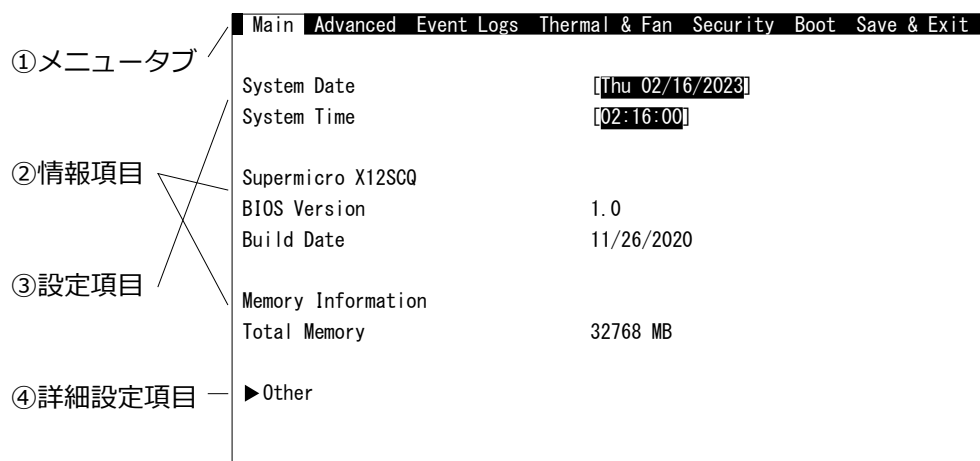 Main Advanced Event Logs Thermal & Fan Security Boot Save & Exit
①メニュータブ
System Date [Thu 02/16/2023]
System Time [02:16:00]
②情報項目
Supermicro X12SCQ
BIOS Version 1.0
Build Date 11/26/2020
③設定項目
Memory Information
Total Memory 32768 MB
④詳細設定項目
▶Other